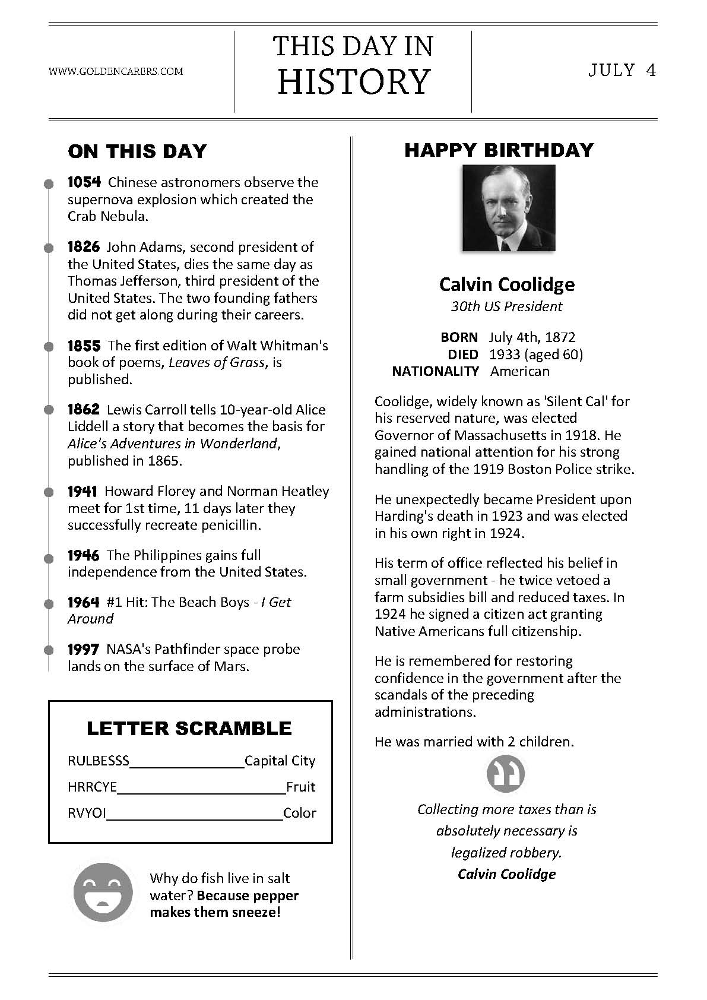 WWW.GOLDENCARERS.COM
THIS DAY IN
HISTORY
JULY 4
ON THIS DAY
1054 Chinese astronomers observe the
supernova explosion which created the
Crab Nebula.
1826 John Adams, second president of
the United States, dies the same day as
Thomas Jefferson, third president of the
United States. The two founding fathers
did not get along during their careers.
1855 The first edition of Walt Whitman's
book of poems, Leaves of Grass, is
published.
1862 Lewis Carroll tells 10-year-old Alice
Liddell a story that becomes the basis for
Alice's Adventures in Wonderland,
published in 1865.
1941 Howard Florey and Norman Heatley
meet for 1st time, 11 days later they
successfully recreate penicillin.
1946 The Philippines gains full
independence from the United States.
1964 #1 Hit: The Beach Boys - I Get
Around
1997 NASA's Pathfinder space probe
lands on the surface of Mars.
LETTER SCRAMBLE
RULBESSS________________Capital City
HRRCYE________________________Fruit
RVYOI_________________________Color
Why do fish live in salt
water? Because pepper
makes them sneeze!
HAPPY BIRTHDAY
Calvin Coolidge
30th US President
BORN July 4th, 1872
DIED 1933 (aged 60)
NATIONALITY American
Coolidge, widely known as 'Silent Cal' for
his reserved nature, was elected
Governor of Massachusetts in 1918. He
gained national attention for his strong
handling of the 1919 Boston Police strike.
He unexpectedly became President upon
Harding's death in 1923 and was elected
in his own right in 1924.
His term of office reflected his belief in
small government - he twice vetoed a
farm subsidies bill and reduced taxes. In
1924 he signed a citizen act granting
Native Americans full citizenship.
He is remembered for restoring
confidence in the government after the
scandals of the preceding
administrations.
He was married with 2 children.
Collecting more taxes than is
absolutely necessary is
legalized robbery.
Calvin Coolidge